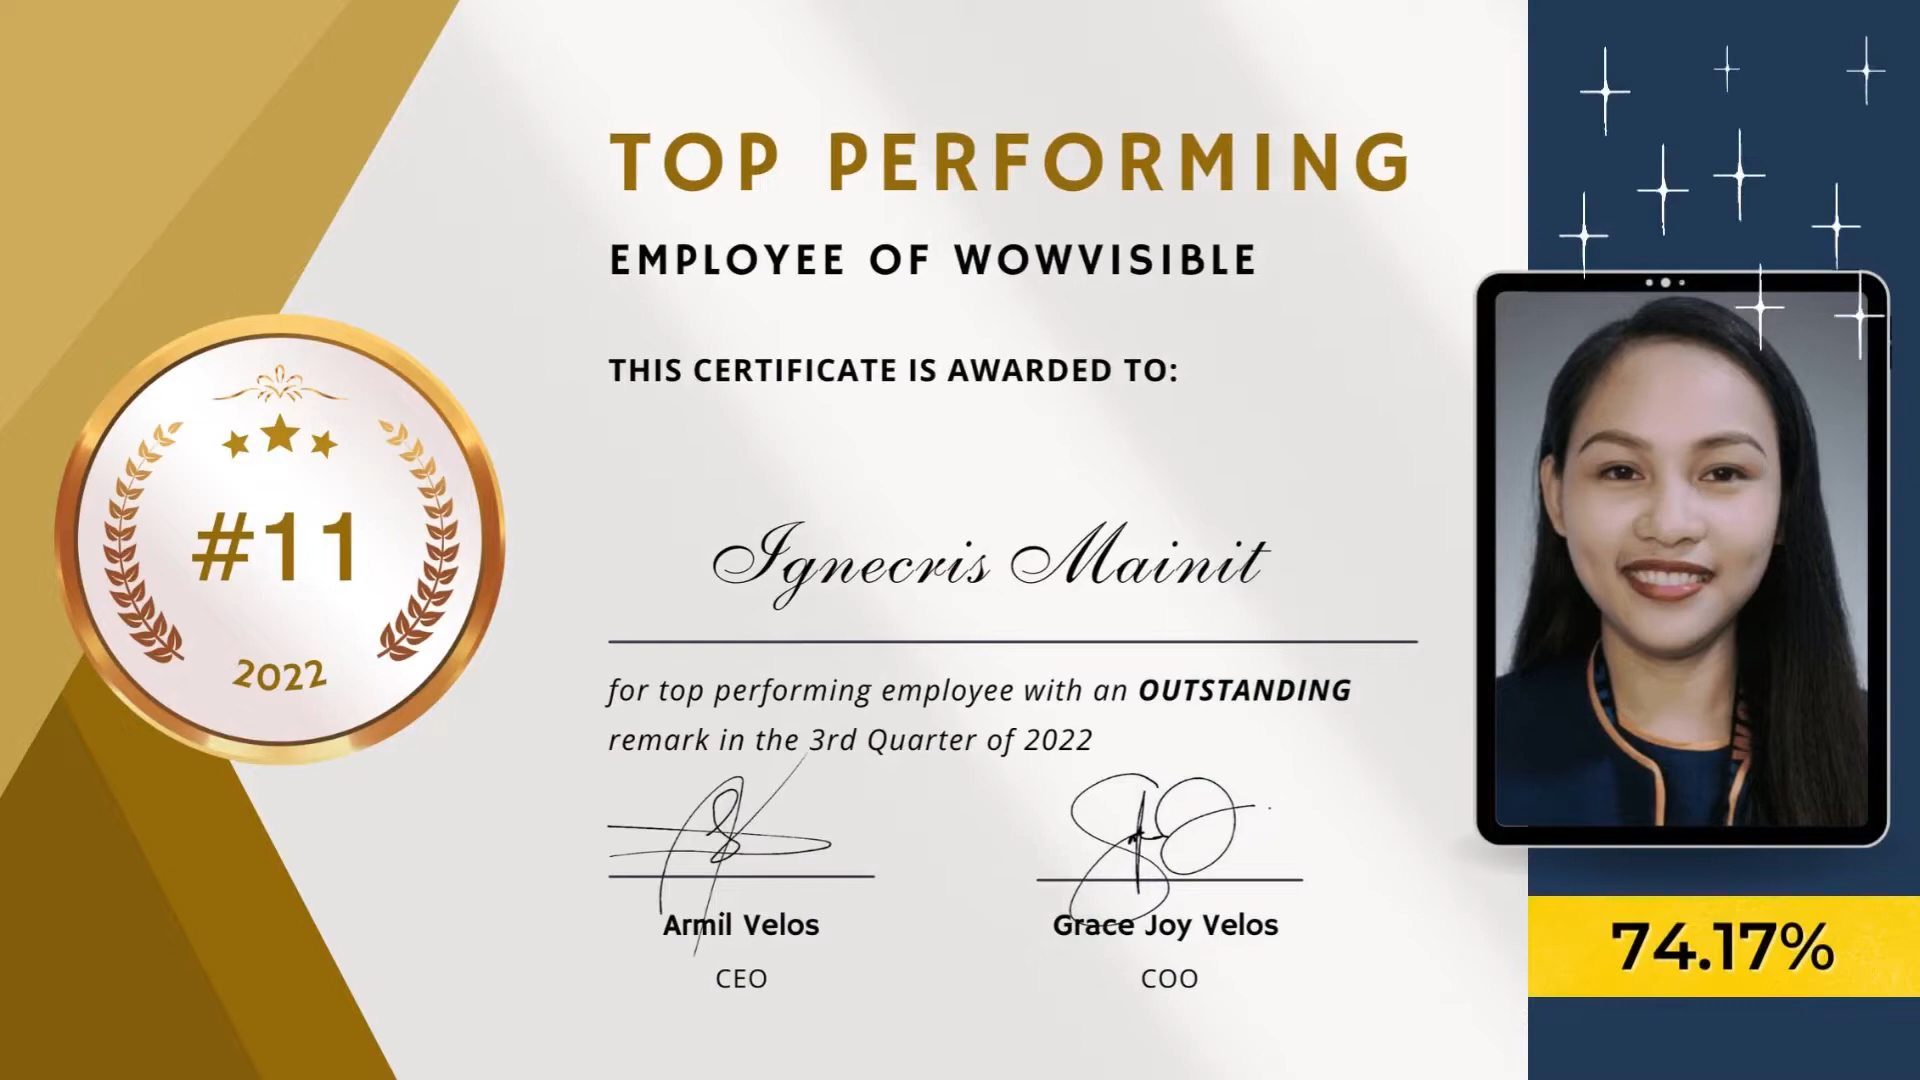 TOP PERFORMING
EMPLOYEE OF WOWVISIBLE
THIS CERTIFICATE IS AWARDED TO:
#11
2022
Ignecris Mainit
for top performing employee with an OUTSTANDING
remark in the 3rd Quarter of 2022
Armil Velos
CEO
Grace Joy Velos
COO
74.17%